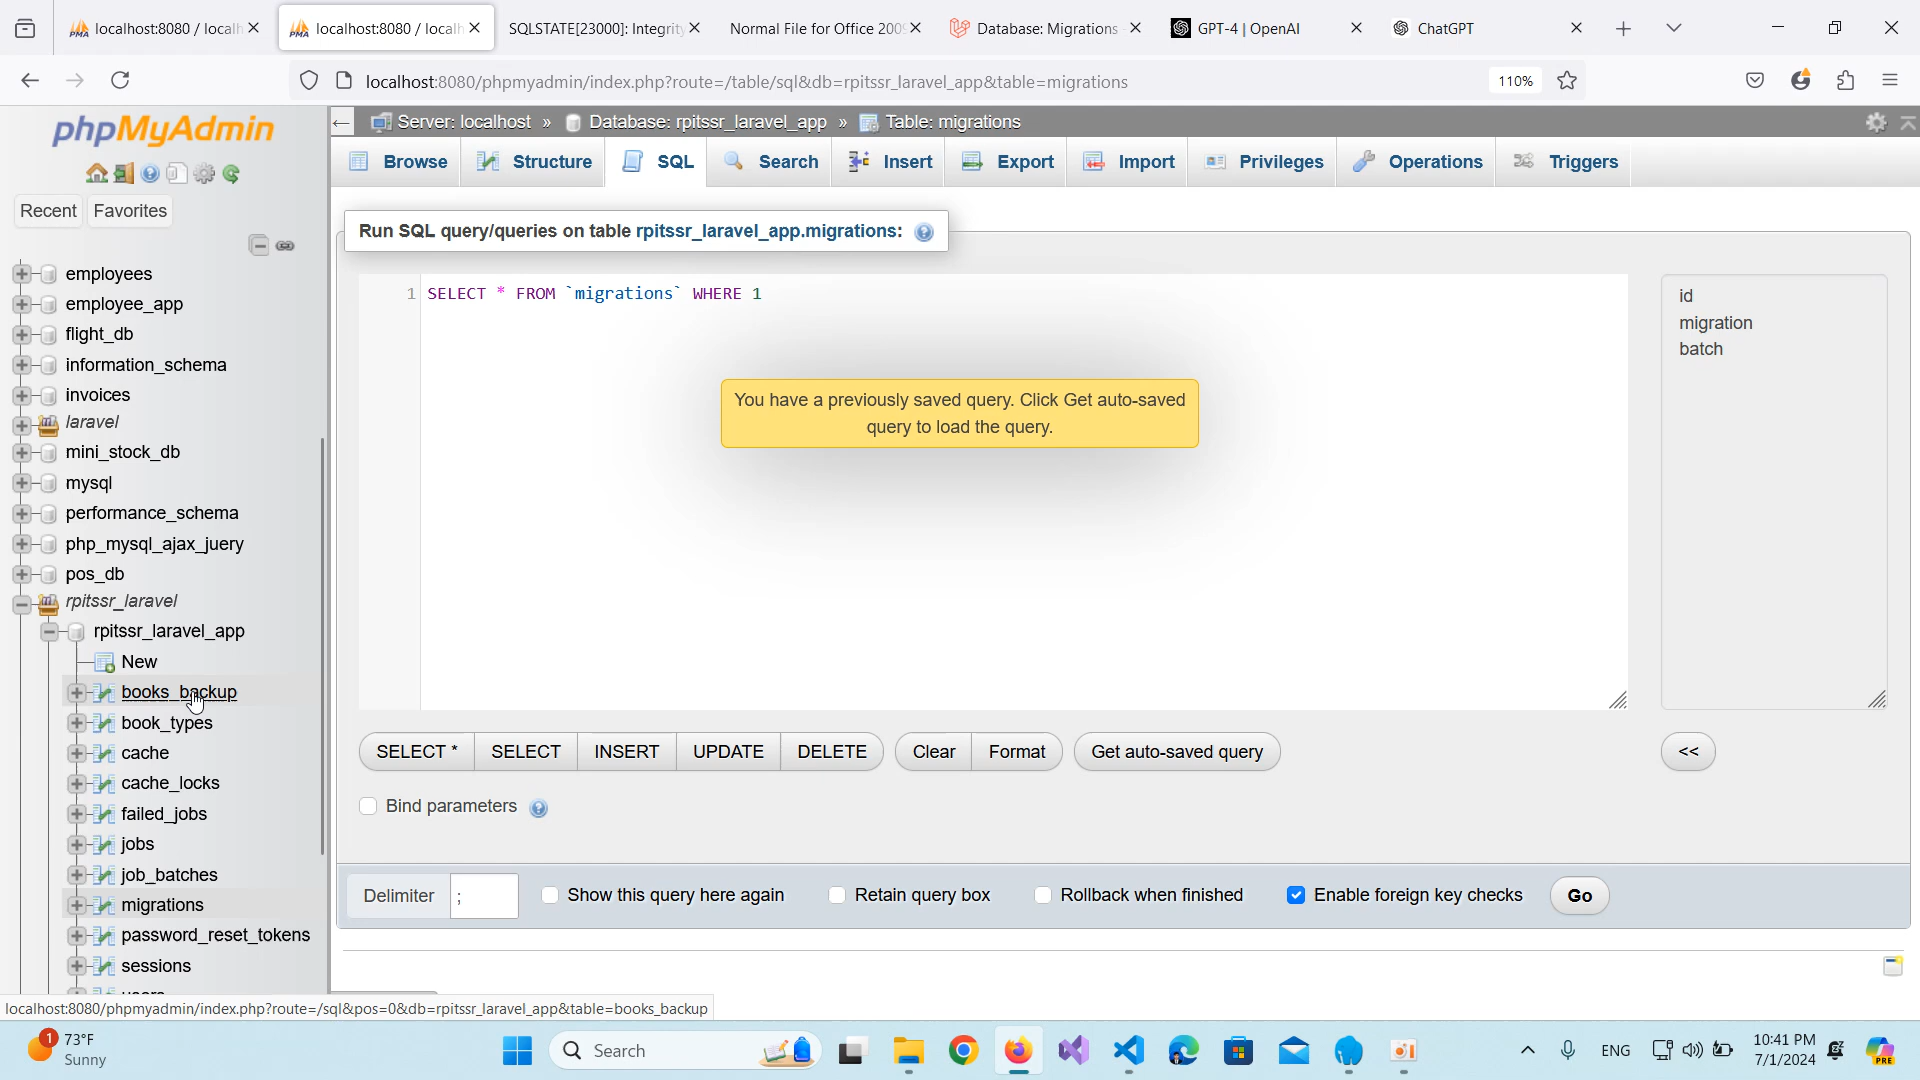 localhost:8080 / localh
localhost:8080 / localh
SQLSTATE[23000]: Integrity
Normal File for Office 2009
Database: Migrations
GPT-4 | OpenAI
ChatGPT
localhost:8080/phpmyadmin/index.php?route=/table/sql&db=rpitssr_laravel_app&table=migrations
110%
phpMyAdmin
Recent
Favorites
employees
employee_app
flight_db
information_schema
invoices
laravel
mini_stock_db
mysql
performance_schema
php_mysql_ajax_juery
pos_db
rpitssr_laravel
rpitssr_laravel_app
New
books_backup
book_types
cache
cache_locks
failed_jobs
jobs
job_batches
migrations
password_reset_tokens
sessions
Server: localhost » Database: rpitssr_laravel_app » Table: migrations
Browse
Structure
SQL
Search
Insert
Export
Import
Privileges
Operations
Triggers
Run SQL query/queries on table rpitssr_laravel_app.migrations:
1 SELECT * FROM `migrations` WHERE 1
You have a previously saved query. Click Get auto-saved
query to load the query.
id
migration
batch
SELECT *
SELECT
INSERT
UPDATE
DELETE
Clear
Format
Get auto-saved query
<<
Bind parameters
Delimiter
;
Show this query here again
Retain query box
Rollback when finished
Enable foreign key checks
Go
localhost:8080/phpmyadmin/index.php?route=/sql&pos=0&db=rpitssr_laravel_app&table=books_backup
1
73°F
Sunny
Search
ENG
10:41 PM
7/1/2024
PRE